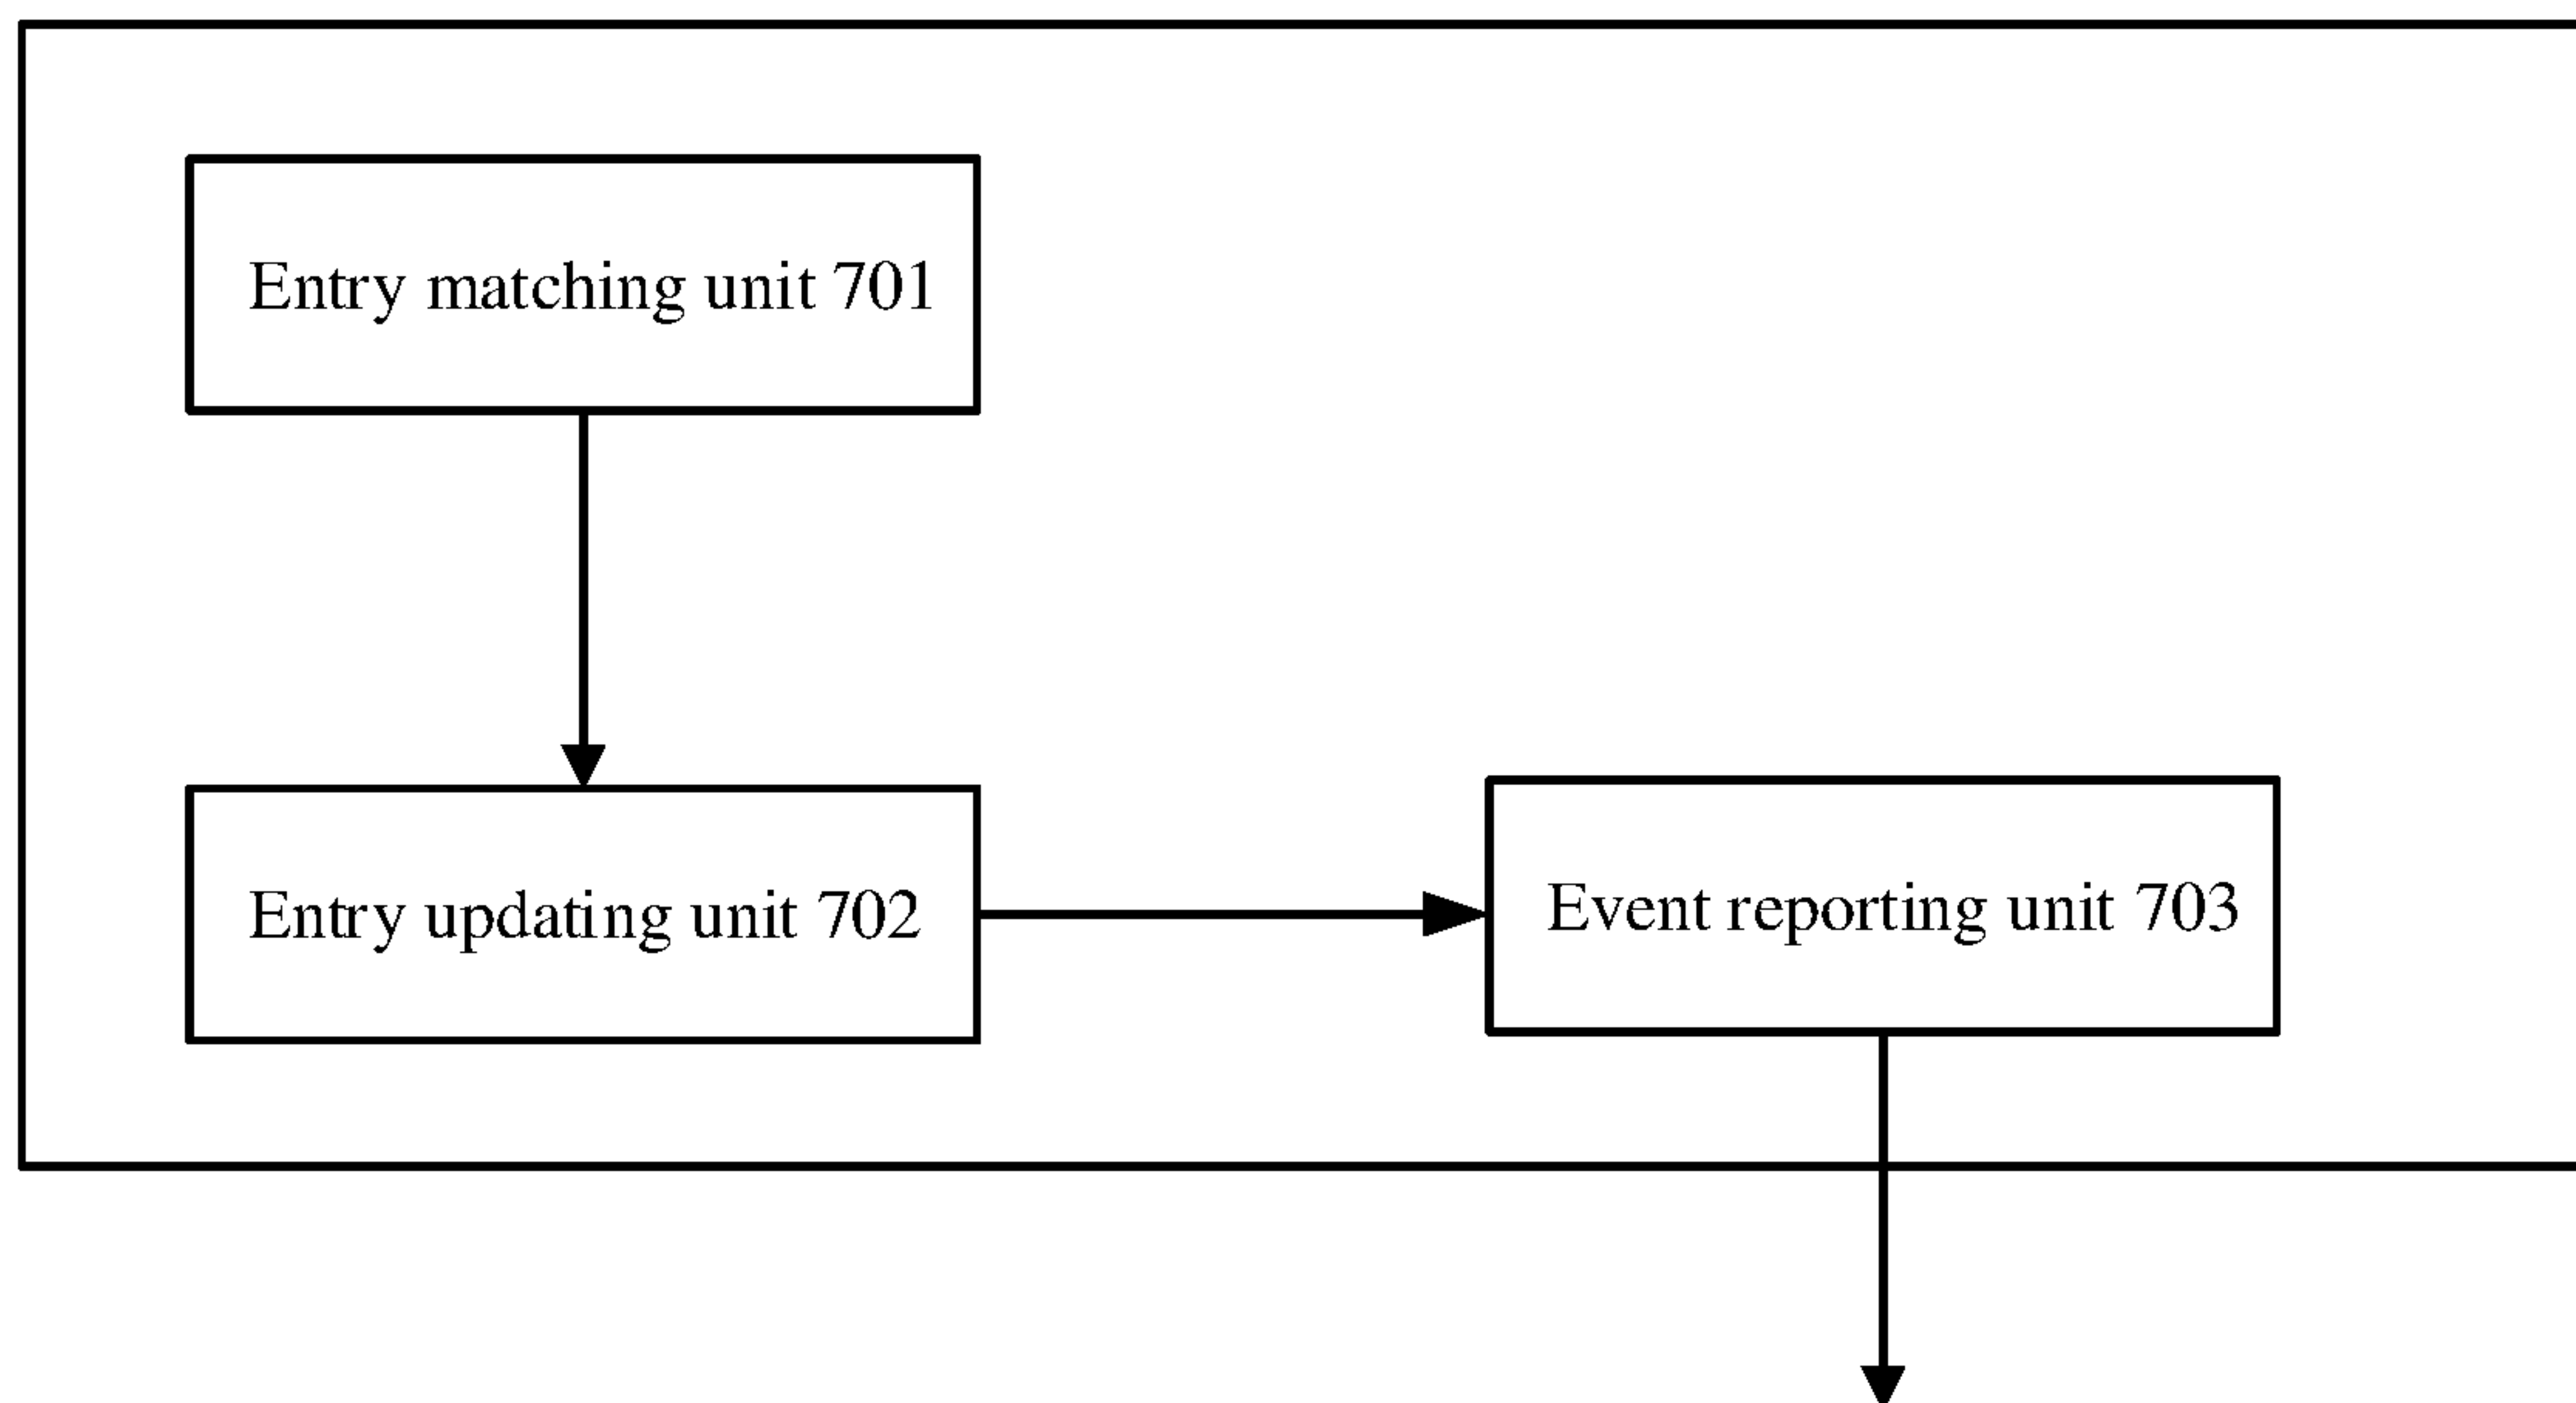 Entry matching unit 701
Entry updating unit 702
Event reporting unit 703